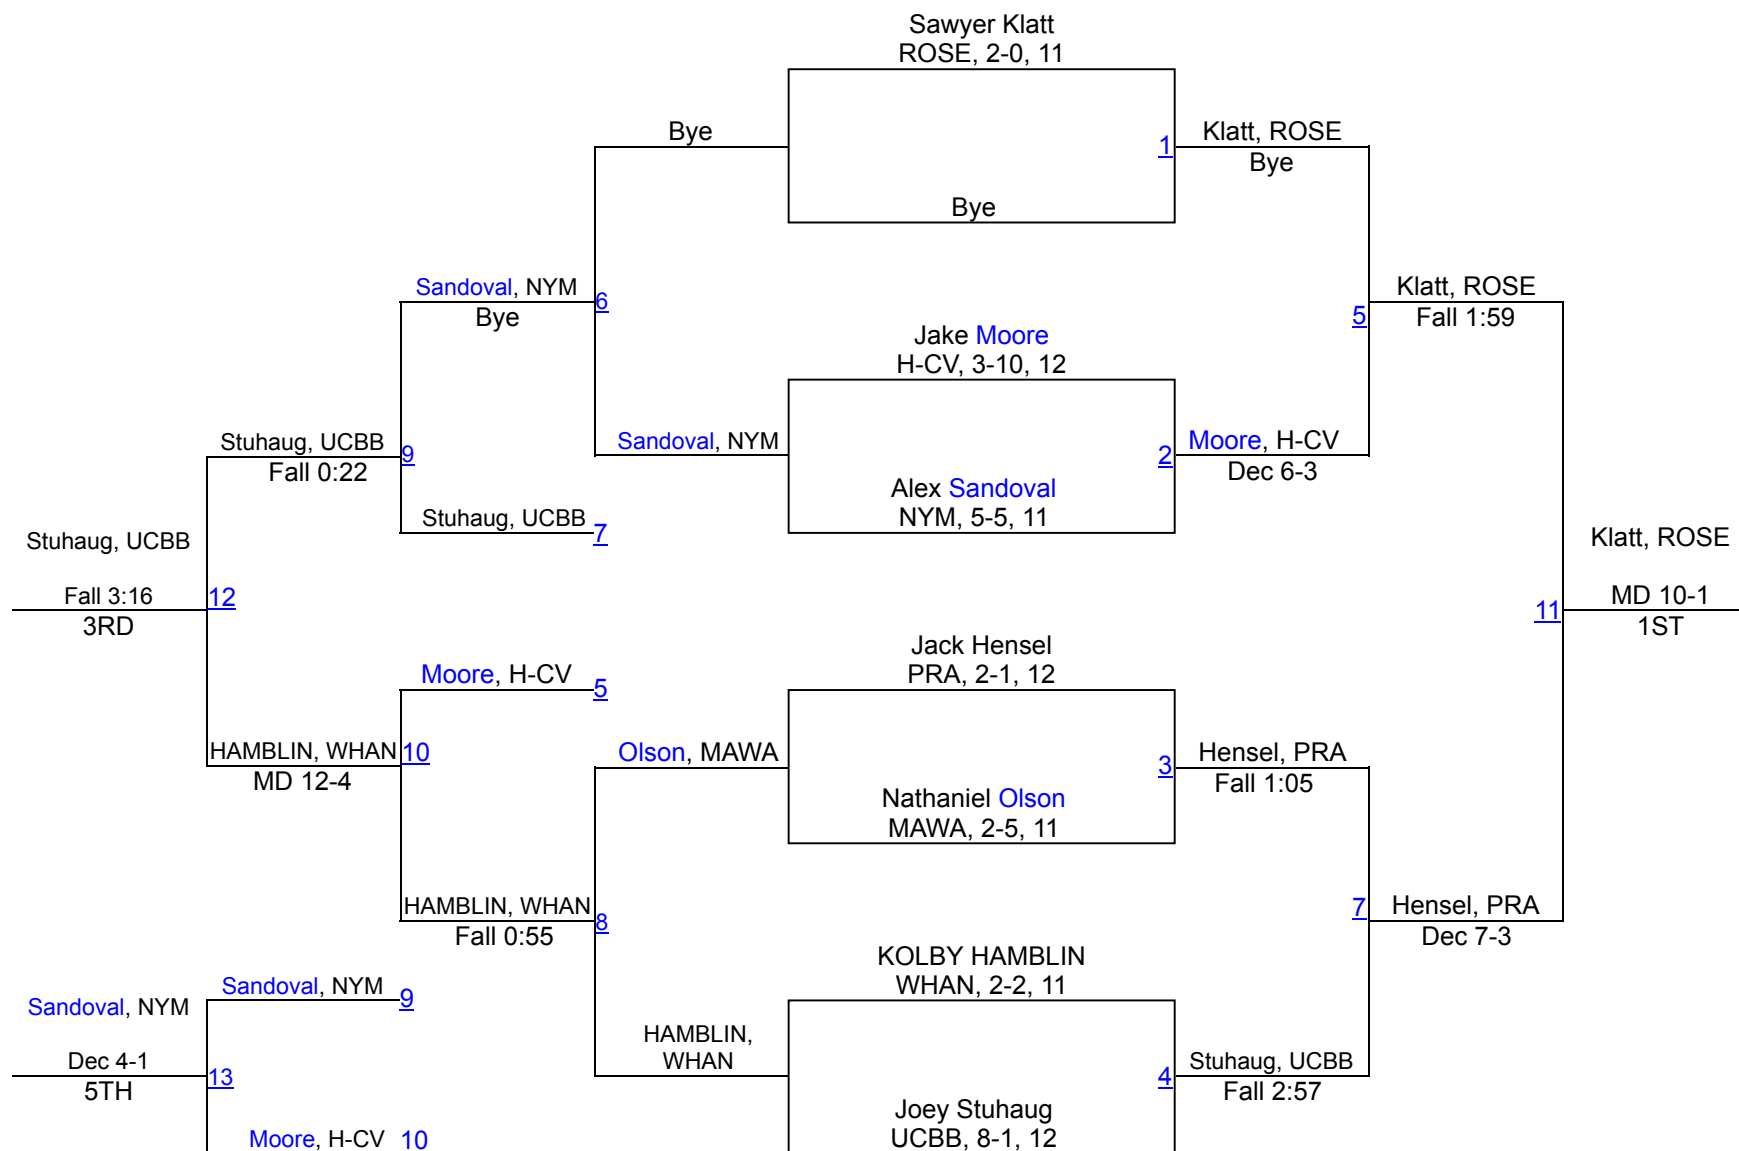 Sawyer Klatt
ROSE, 2-0, 11
Bye
1
Klatt, ROSE
Bye
Bye
Sandoval, NYM
Bye
6
Klatt, ROSE
Fall 1:59
5
Jake Moore
H-CV, 3-10, 12
Stuhaug, UCBB
Fall 0:22
9
Sandoval, NYM
2
Moore, H-CV
Dec 6-3
Alex Sandoval
NYM, 5-5, 11
Stuhaug, UCBB
7
Stuhaug, UCBB
Fall 3:16
3RD
12
Klatt, ROSE
MD 10-1
1ST
11
Jack Hensel
PRA, 2-1, 12
Moore, H-CV
5
HAMBLIN, WHAN
MD 12-4
10
Olson, MAWA
3
Hensel, PRA
Fall 1:05
Nathaniel Olson
MAWA, 2-5, 11
HAMBLIN, WHAN
Fall 0:55
8
7
Hensel, PRA
Dec 7-3
KOLBY HAMBLIN
WHAN, 2-2, 11
Sandoval, NYM
9
Sandoval, NYM
Dec 4-1
5TH
13
HAMBLIN,
WHAN
4
Stuhaug, UCBB
Fall 2:57
Joey Stuhaug
UCBB, 8-1, 12
Moore, H-CV
10